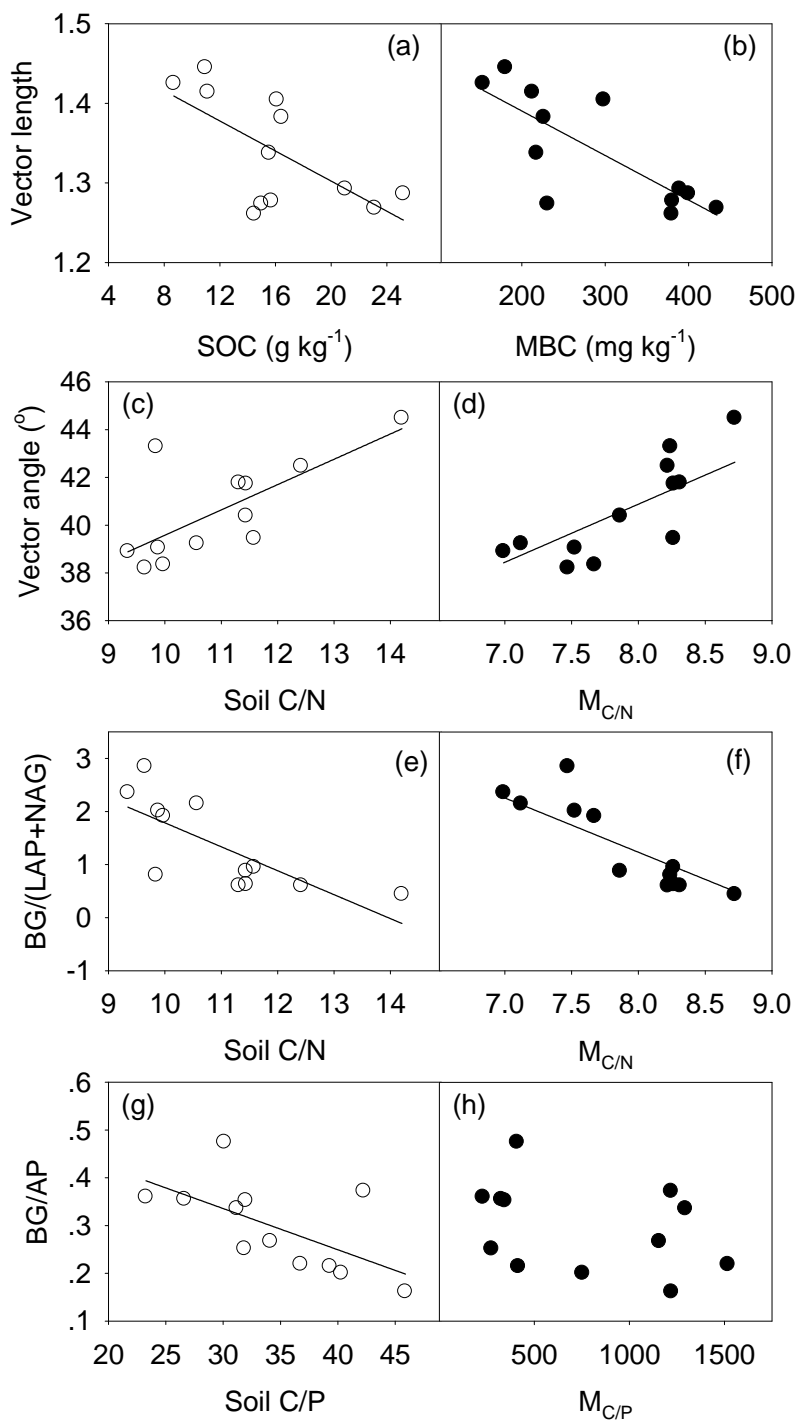 1.5
1.4
1.3
1.2
Vector length
(a)
(b)
4 8 12 16 20 24
200 300 400 500
SOC (g kg⁻¹)
MBC (mg kg⁻¹)
46
44
42
40
38
36
Vector angle (º)
(c)
(d)
9 10 11 12 13 14
7.0 7.5 8.0 8.5 9.0
Soil C/N
M_C/N
3
2
1
0
-1
BG/(LAP+NAG)
(e)
(f)
9 10 11 12 13 14
7.0 7.5 8.0 8.5 9.0
Soil C/N
M_C/N
.6
.5
.4
.3
.2
.1
BG/AP
(g)
(h)
20 25 30 35 40 45
500 1000 1500
Soil C/P
M_C/P